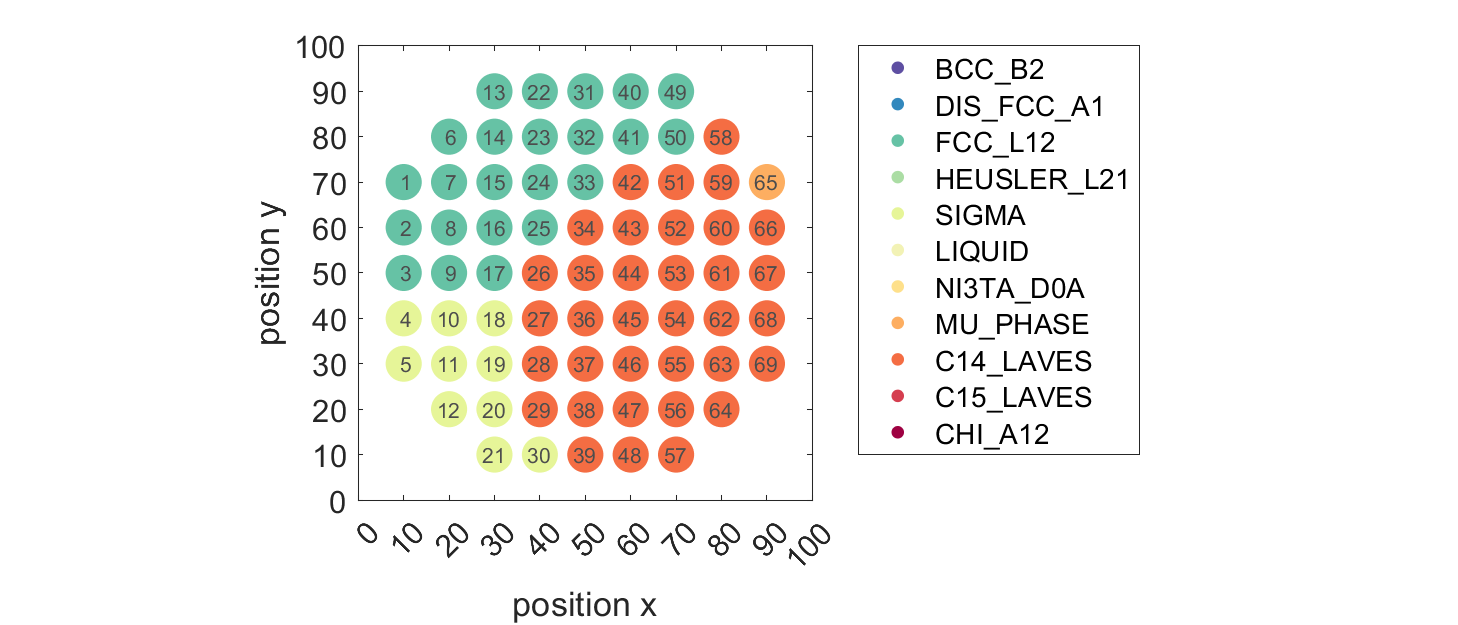 100
90 13 22 31 40 49
80 6 14 23 32 41 50 58
70 1 7 15 24 33 42 51 59 65
60 2 8 16 25 34 43 52 60 66
50 3 9 17 26 35 44 53 61 67
40 4 10 18 27 36 45 54 62 68
30 5 11 19 28 37 46 55 63 69
20 12 20 29 38 47 56 64
10 21 30 39 48 57
0
position y
0 10 20 30 40 50 60 70 80 90 100
position x
BCC_B2
DIS_FCC_A1
FCC_L12
HEUSLER_L21
SIGMA
LIQUID
NI3TA_D0A
MU_PHASE
C14_LAVES
C15_LAVES
CHI_A12